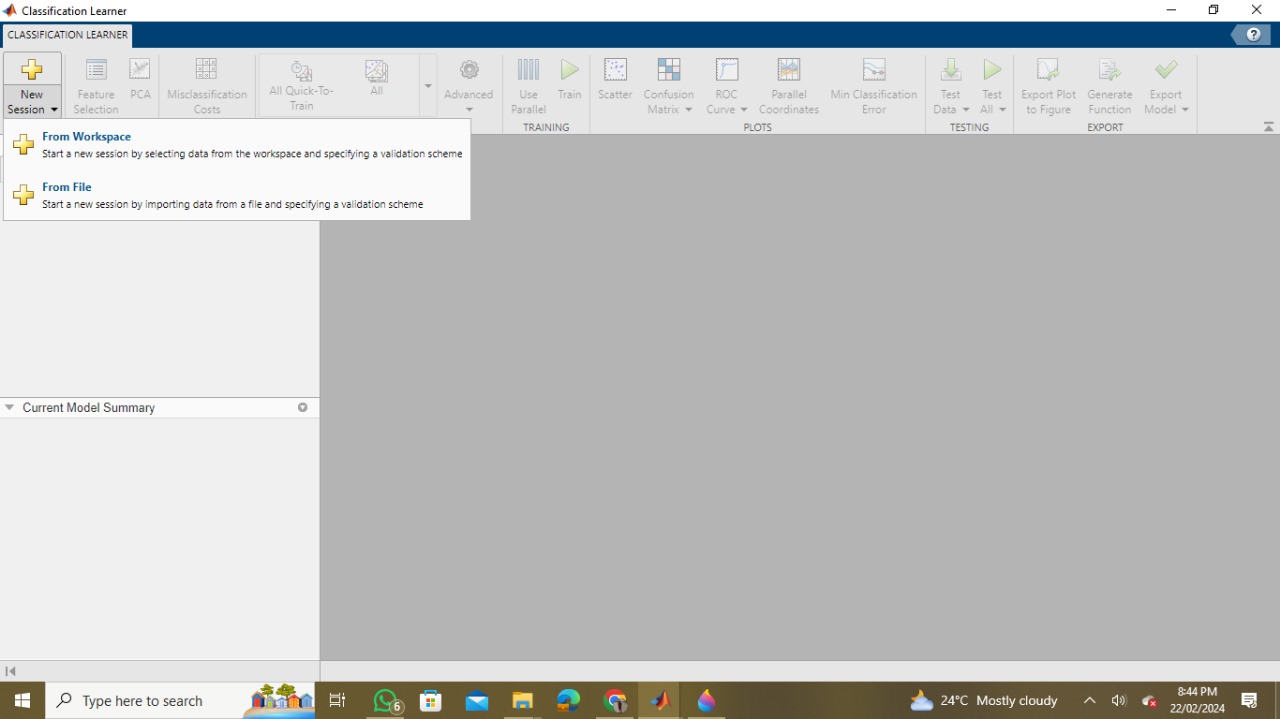 Classification Learner
CLASSIFICATION LEARNER
?
New
Session
Feature
Selection
PCA
Misclassification
Costs
All Quick-To-
Train
All
Advanced
Use
Parallel
Train
TRAINING
Scatter
Confusion
Matrix
ROC
Curve
Parallel
Coordinates
Min Classification
Error
PLOTS
Test
Data
Test
All
TESTING
Export Plot
to Figure
Generate
Function
Export
Model
EXPORT
From Workspace
Start a new session by selecting data from the workspace and specifying a validation scheme
From File
Start a new session by importing data from a file and specifying a validation scheme
Current Model Summary
Type here to search
6
24°C Mostly cloudy
8:44 PM
22/02/2024